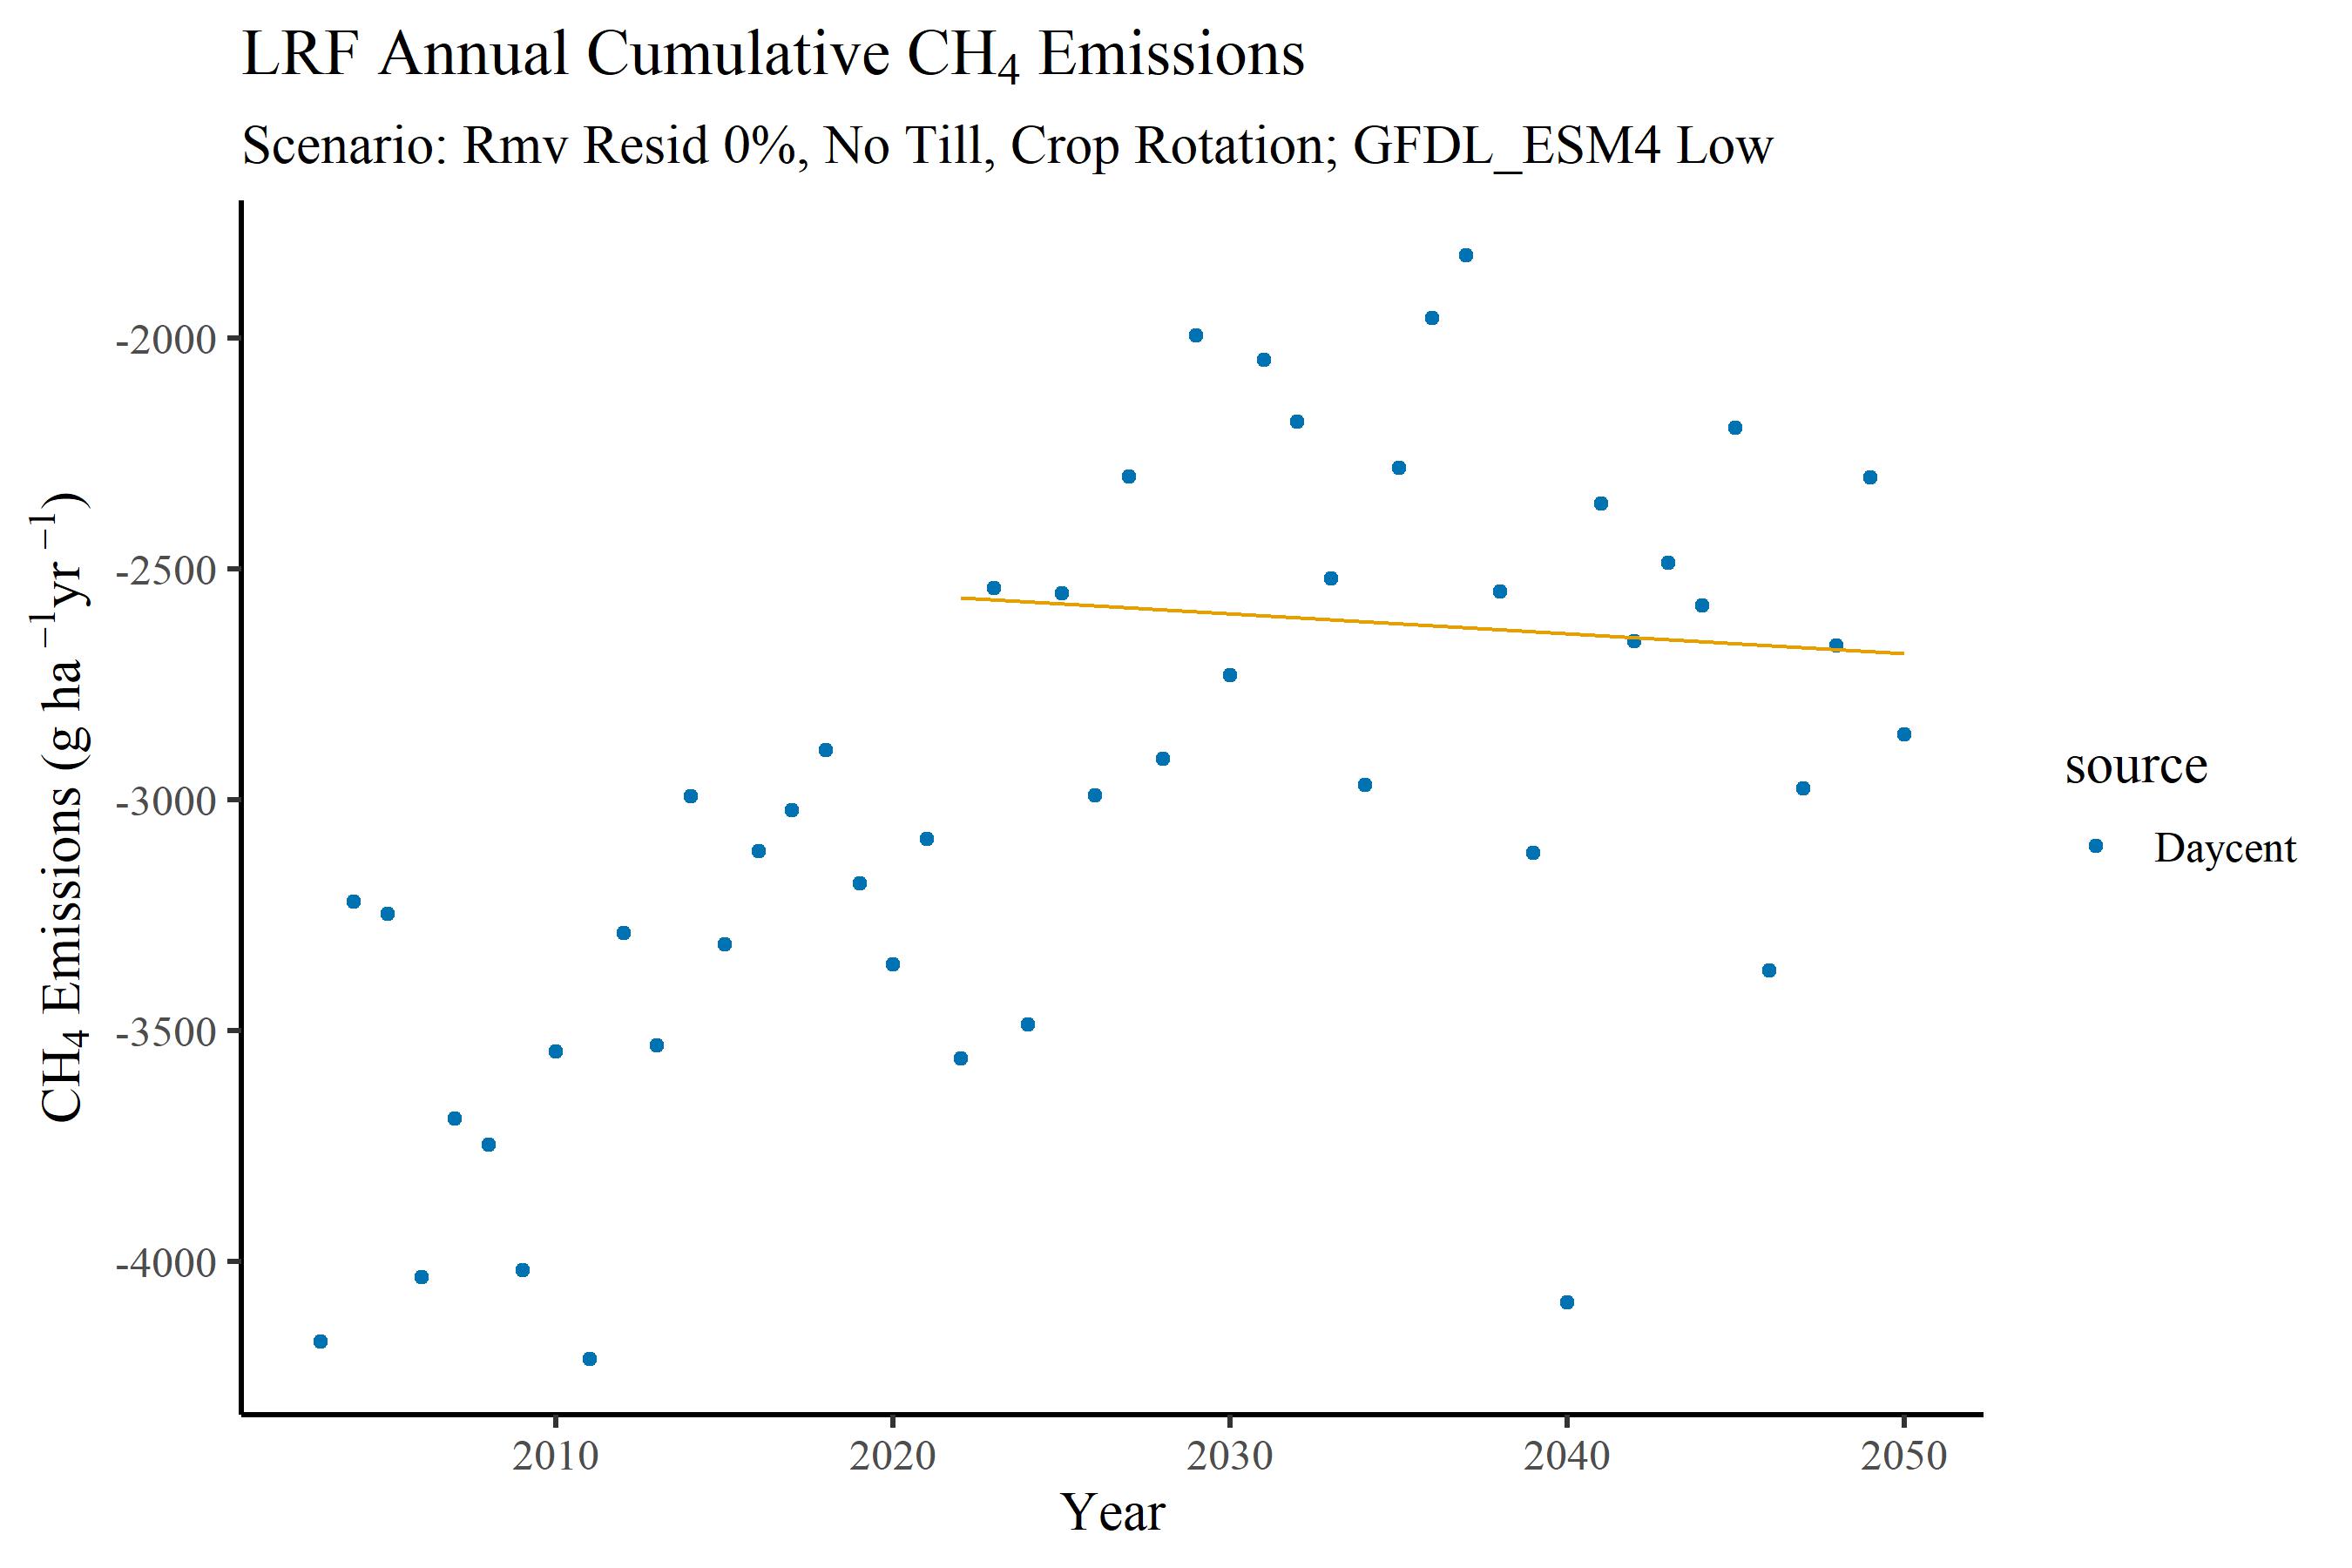 LRF Annual Cumulative CH₄ Emissions
Scenario: Rmv Resid 0%, No Till, Crop Rotation; GFDL_ESM4 Low
CH₄ Emissions (g ha⁻¹yr⁻¹)
-2000
-2500
-3000
-3500
-4000
2010 2020 2030 2040 2050
Year
source
Daycent